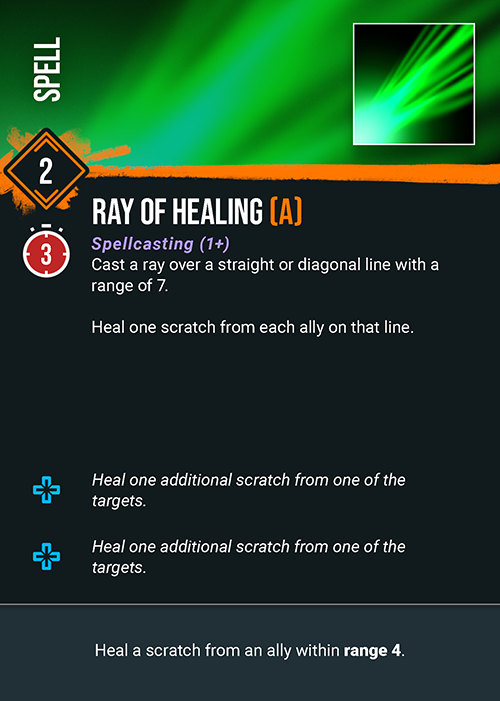 SPELL
2
RAY OF HEALING (A)
3
Spellcasting (1+)
Cast a ray over a straight or diagonal line with a
range of 7.
Heal one scratch from each ally on that line.
Heal one additional scratch from one of the
targets.
Heal one additional scratch from one of the
targets.
Heal a scratch from an ally within range 4.